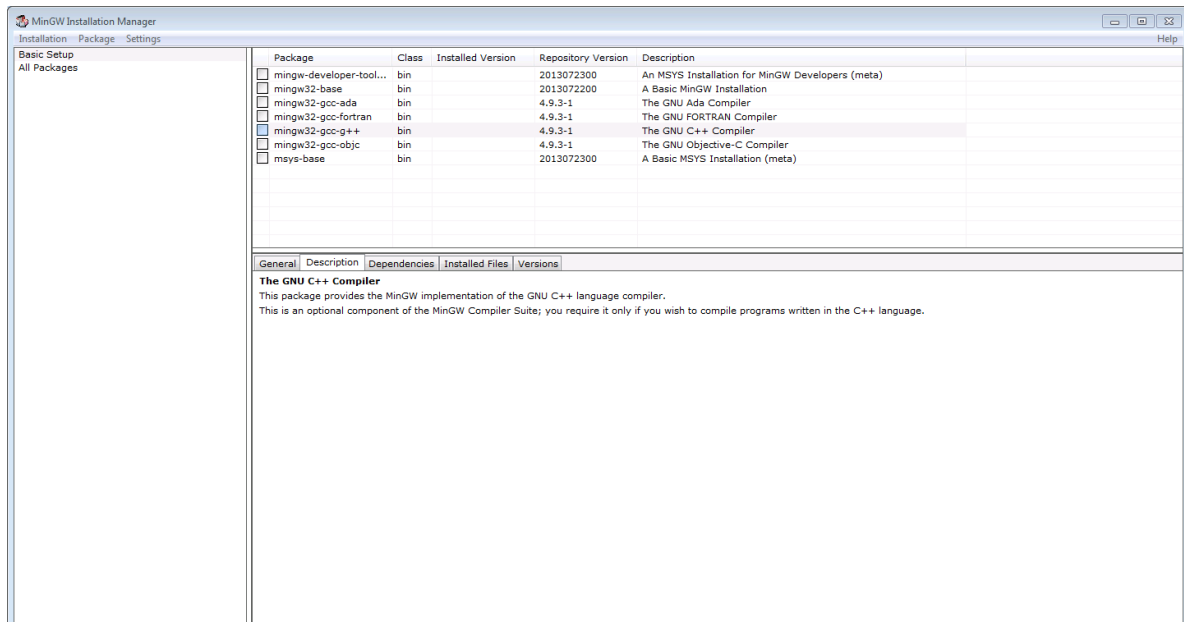 MinGW Installation Manager
Installation Package Settings Help
Basic Setup
All Packages
Package Class Installed Version Repository Version Description
mingw-developer-tool... bin 2013072300 An MSYS Installation for MinGW Developers (meta)
mingw32-base bin 2013072200 A Basic MinGW Installation
mingw32-gcc-ada bin 4.9.3-1 The GNU Ada Compiler
mingw32-gcc-fortran bin 4.9.3-1 The GNU FORTRAN Compiler
mingw32-gcc-g++ bin 4.9.3-1 The GNU C++ Compiler
mingw32-gcc-objc bin 4.9.3-1 The GNU Objective-C Compiler
msys-base bin 2013072300 A Basic MSYS Installation (meta)
General Description Dependencies Installed Files Versions
The GNU C++ Compiler
This package provides the MinGW implementation of the GNU C++ language compiler.
This is an optional component of the MinGW Compiler Suite; you require it only if you wish to compile programs written in the C++ language.